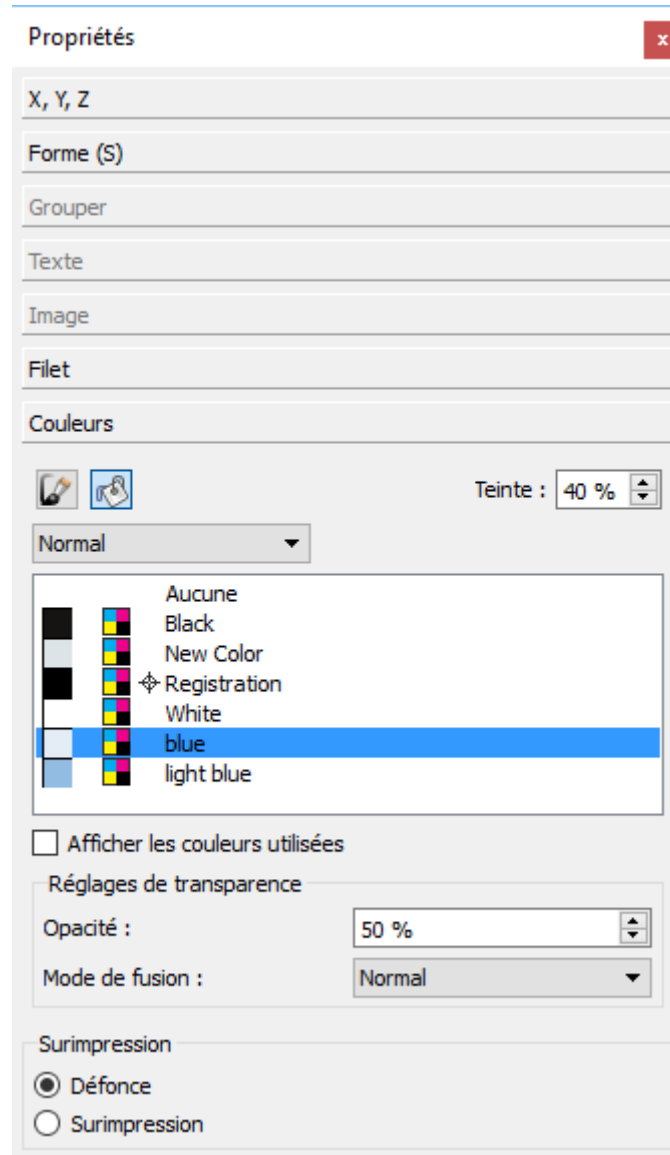 Propriétés
x
X, Y, Z
Forme (S)
Grouper
Texte
Image
Filet
Couleurs
Teinte : 40 %
Normal
Aucune
Black
New Color
Registration
White
blue
light blue
Afficher les couleurs utilisées
Réglages de transparence
Opacité : 50 %
Mode de fusion : Normal
Surimpression
Défonce
Surimpression